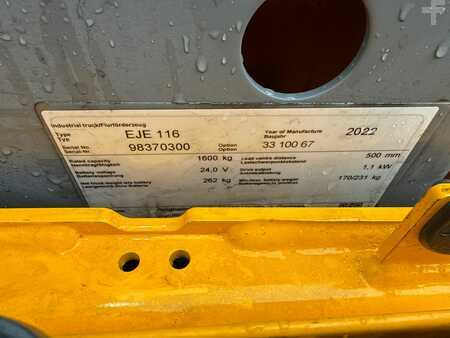 Industrial truck/Flurförderzeug
Type EJE 116 Year of Manufacture 2022
Typ Baujahr
Serial No. 98370300 Option 33 100 67
Serial-Nr. Option
Rated capacity 1600 kg Load centre distance 500 mm
Nenntragfähigkeit Lastschwerpunktabstand
Battery voltage 24,0 V Drive output 1,1 kW
Batteriespannung Antriebsleistung
Net truck weight w/o battery 262 kg Min/max. battery weight 170/231 kg
Leergewicht ohne Batterie